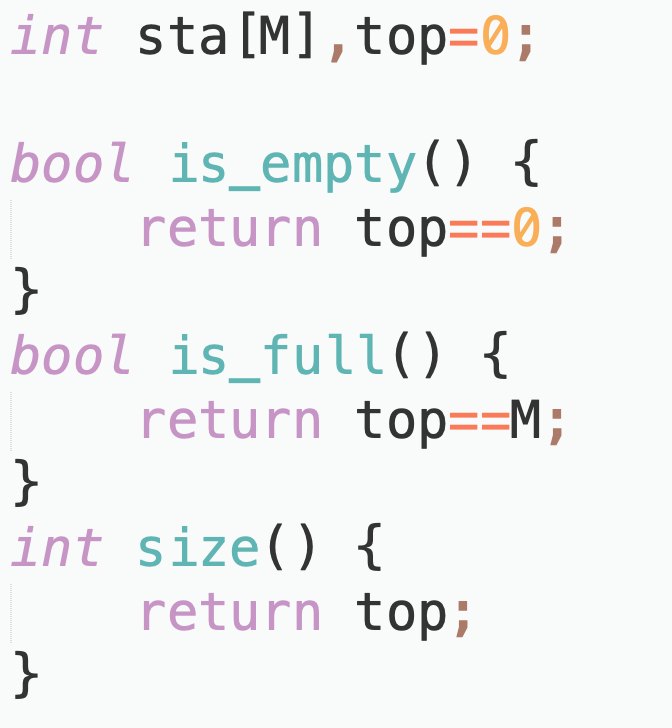 int sta[M],top=0;

bool is_empty() {
    return top==0;
}
bool is_full() {
    return top==M;
}
int size() {
    return top;
}